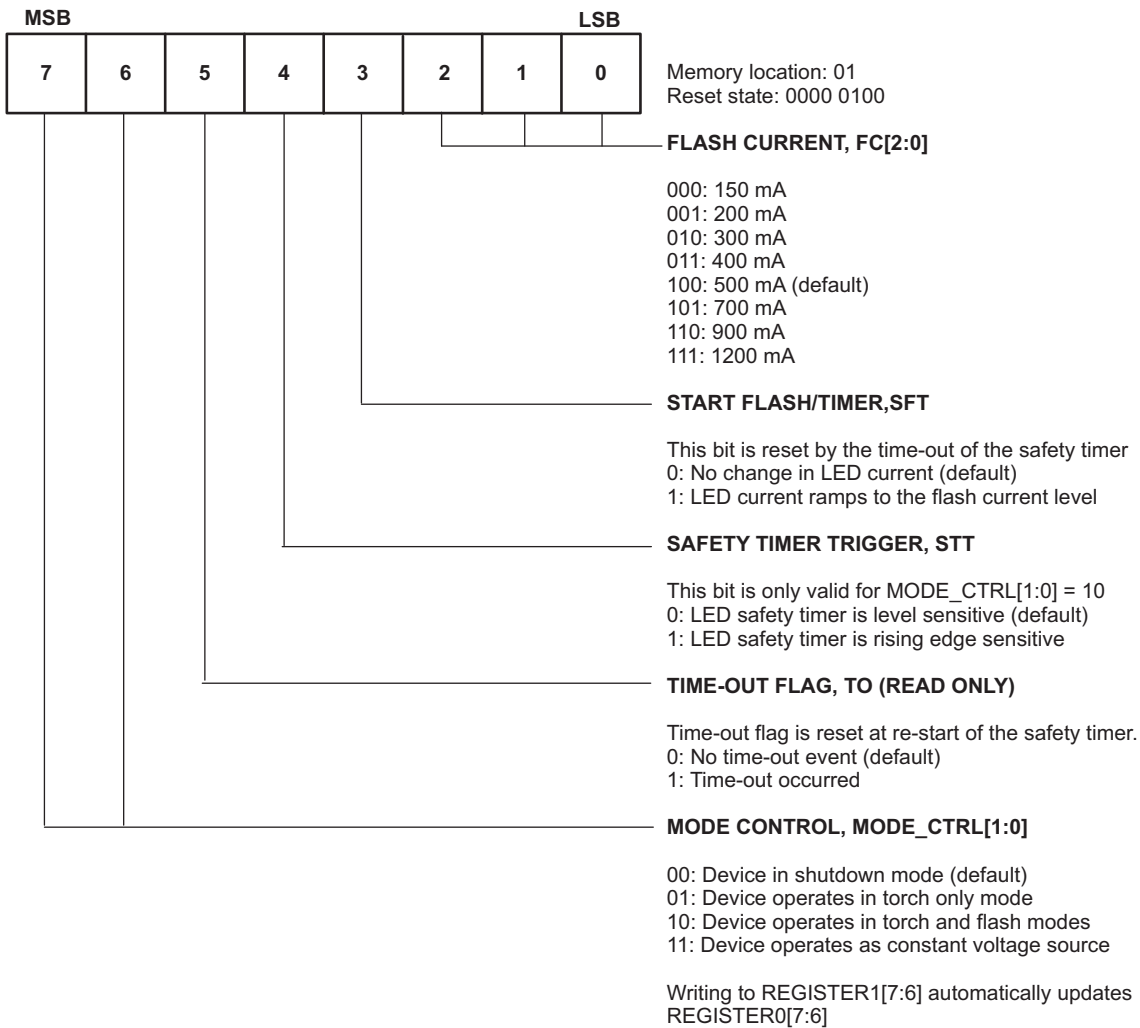 MSB LSB
7 6 5 4 3 2 1 0
Memory location: 01
Reset state: 0000 0100
FLASH CURRENT, FC[2:0]
000: 150 mA
001: 200 mA
010: 300 mA
011: 400 mA
100: 500 mA (default)
101: 700 mA
110: 900 mA
111: 1200 mA
START FLASH/TIMER,SFT
This bit is reset by the time-out of the safety timer
0: No change in LED current (default)
1: LED current ramps to the flash current level
SAFETY TIMER TRIGGER, STT
This bit is only valid for MODE_CTRL[1:0] = 10
0: LED safety timer is level sensitive (default)
1: LED safety timer is rising edge sensitive
TIME-OUT FLAG, TO (READ ONLY)
Time-out flag is reset at re-start of the safety timer.
0: No time-out event (default)
1: Time-out occurred
MODE CONTROL, MODE_CTRL[1:0]
00: Device in shutdown mode (default)
01: Device operates in torch only mode
10: Device operates in torch and flash modes
11: Device operates as constant voltage source
Writing to REGISTER1[7:6] automatically updates
REGISTER0[7:6]